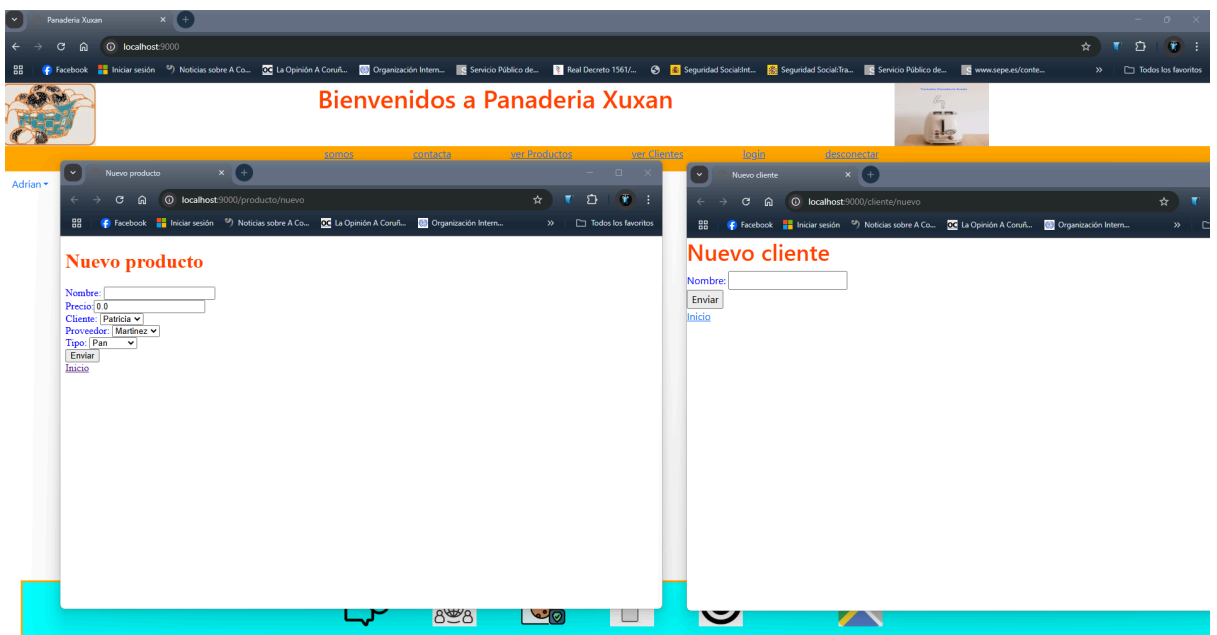 Panaderia Xuxan
localhost:9000
Facebook Iniciar sesión Noticias sobre A Co... La Opinión A Coruñ... Organización Intern... Servicio Público de... Real Decreto 1561/... Seguridad Social:Int... Seguridad Social:Tra... Servicio Público de... www.sepe.es/conte... » Todos los favoritos
Bienvenidos a Panaderia Xuxan
somos contacta ver Productos ver Clientes login desconectar
Adrian
Nuevo producto
localhost:9000/producto/nuevo
Facebook Iniciar sesión Noticias sobre A Co... La Opinión A Coruñ... Organización Intern... » Todos los favoritos
Nuevo producto
Nombre:
Precio: 0.0
Cliente: Patricia
Proveedor: Martinez
Tipo: Pan
Enviar
Inicio
Nuevo cliente
localhost:9000/cliente/nuevo
Facebook Iniciar sesión Noticias sobre A Co... La Opinión A Coruñ... Organización Intern... »
Nuevo cliente
Nombre:
Enviar
Inicio